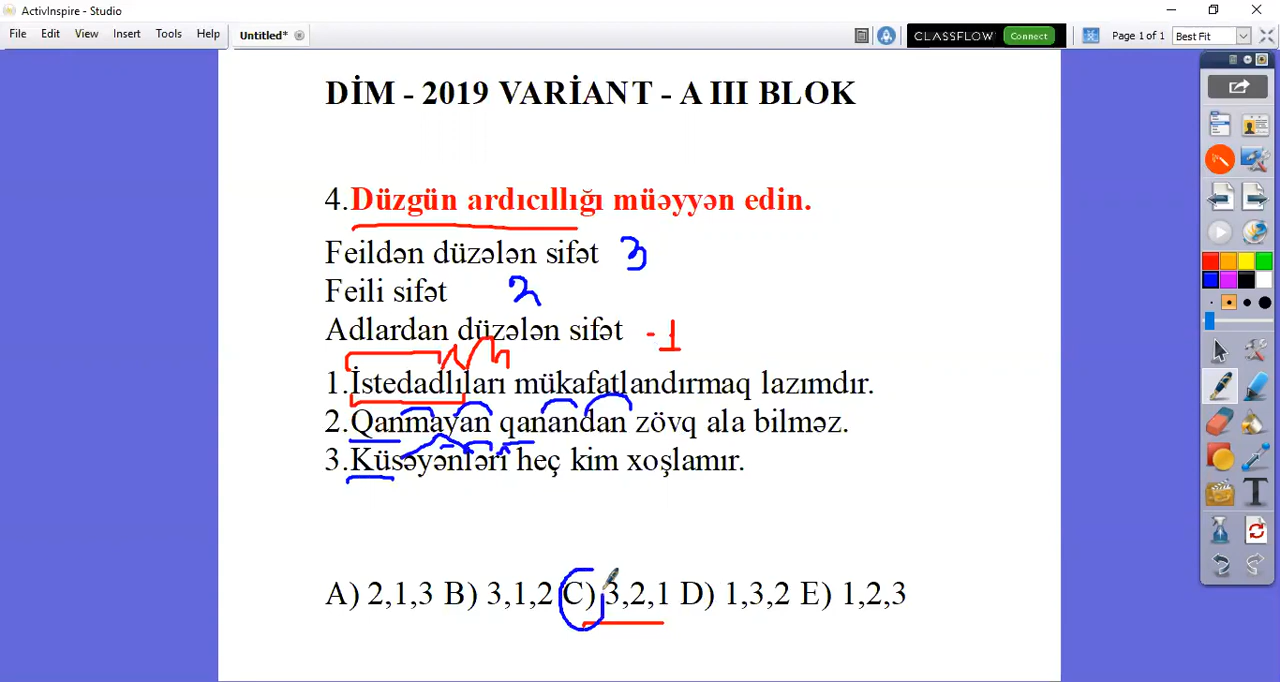 ActivInspire - Studio
File Edit View Insert Tools Help Untitled* CLASSFLOW Connect Page 1 of 1 Best Fit
DİM - 2019 VARİANT - A III BLOK
4.Düzgün ardıcıllığı müəyyən edin.
Feildən düzələn sifət 3
Feili sifət 2
Adlardan düzələn sifət -1
1.İstedadlıları mükafatlandırmaq lazımdır.
2.Qanmayan qanandan zövq ala bilməz.
3.Küsəyənləri heç kim xoşlamır.
A) 2,1,3 B) 3,1,2 C) 3,2,1 D) 1,3,2 E) 1,2,3